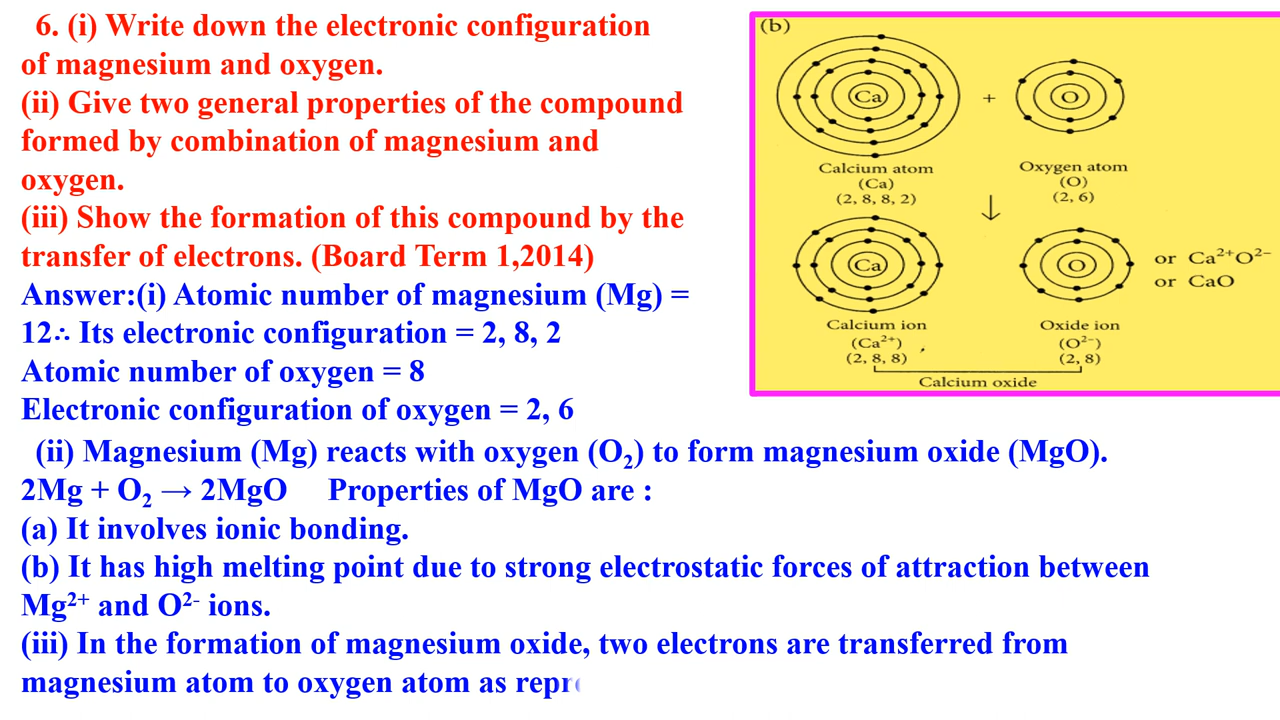 6. (i) Write down the electronic configuration
of magnesium and oxygen.
(ii) Give two general properties of the compound
formed by combination of magnesium and
oxygen.
(iii) Show the formation of this compound by the
transfer of electrons. (Board Term 1,2014)
Answer:(i) Atomic number of magnesium (Mg) =
12∴ Its electronic configuration = 2, 8, 2
Atomic number of oxygen = 8
Electronic configuration of oxygen = 2, 6
(ii) Magnesium (Mg) reacts with oxygen (O₂) to form magnesium oxide (MgO).
2Mg + O₂ → 2MgO Properties of MgO are :
(a) It involves ionic bonding.
(b) It has high melting point due to strong electrostatic forces of attraction between
Mg²⁺ and O²⁻ ions.
(iii) In the formation of magnesium oxide, two electrons are transferred from
magnesium atom to oxygen atom as
(b)
Ca + O
Calcium atom Oxygen atom
(Ca) (O)
(2, 8, 8, 2) (2, 6)
↓
Ca O or Ca²⁺O²⁻
or CaO
Calcium ion Oxide ion
(Ca²⁺) (O²⁻)
(2, 8, 8) (2, 8)
Calcium oxide